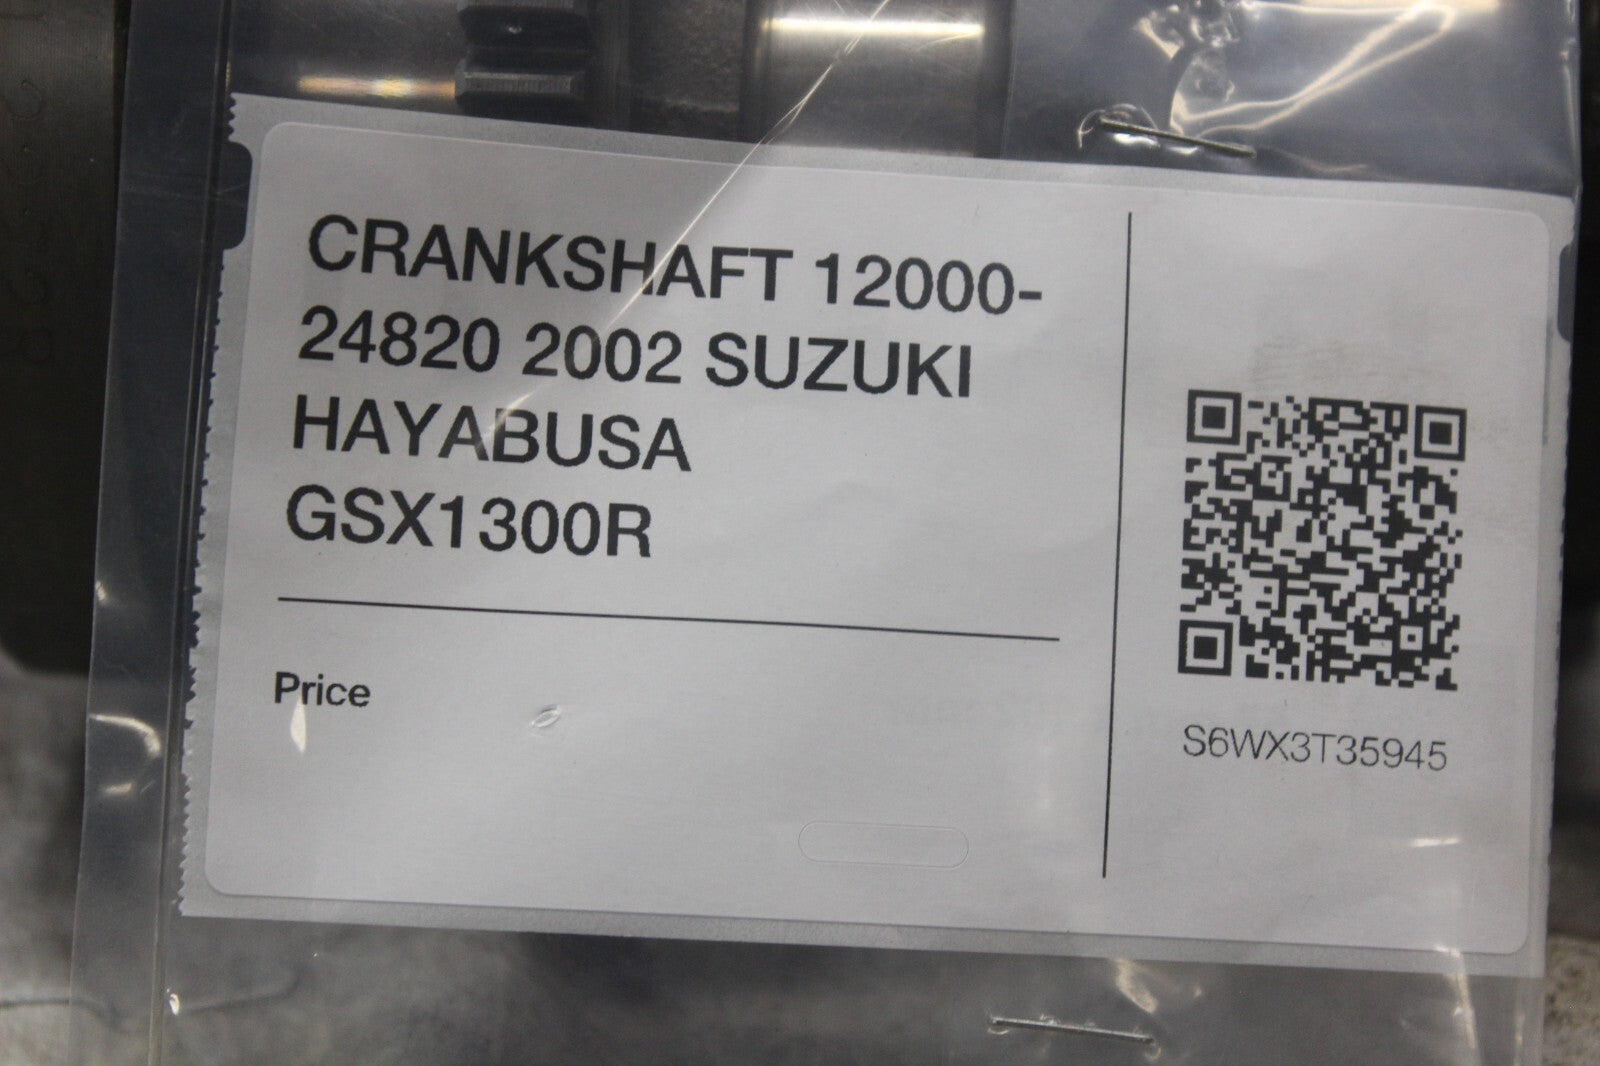 CRANKSHAFT 12000-
24820 2002 SUZUKI
HAYABUSA
GSX1300R
Price
S6WX3T35945